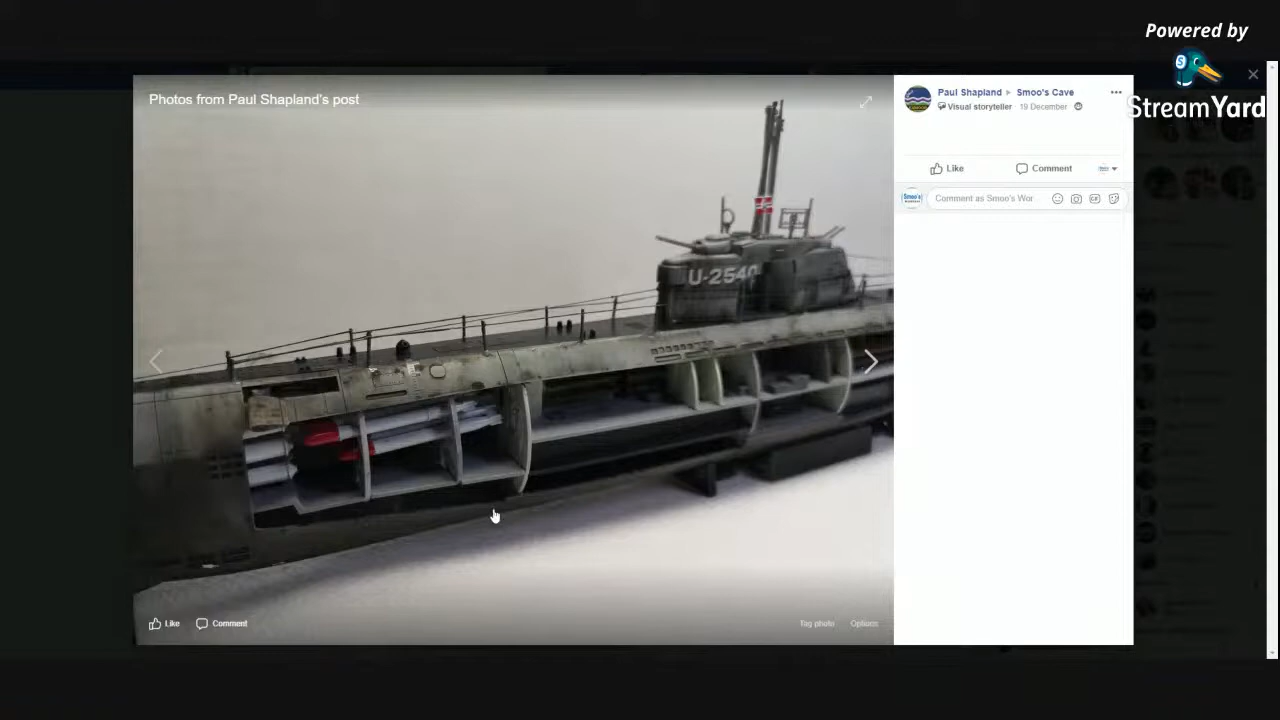 Powered by
StreamYard
Photos from Paul Shapland's post
Paul Shapland ▸ Smoo's Cave
Visual storyteller 19 December
Like Comment
Comment as Smoo's Wor
U-2540
Like Comment
Tag photo Options